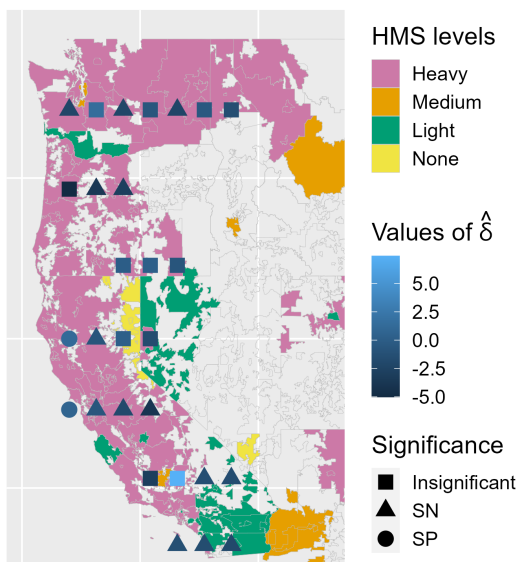 HMS levels
Heavy
Medium
Light
None
Values of δ̂
5.0
2.5
0.0
-2.5
-5.0
Significance
Insignificant
SN
SP